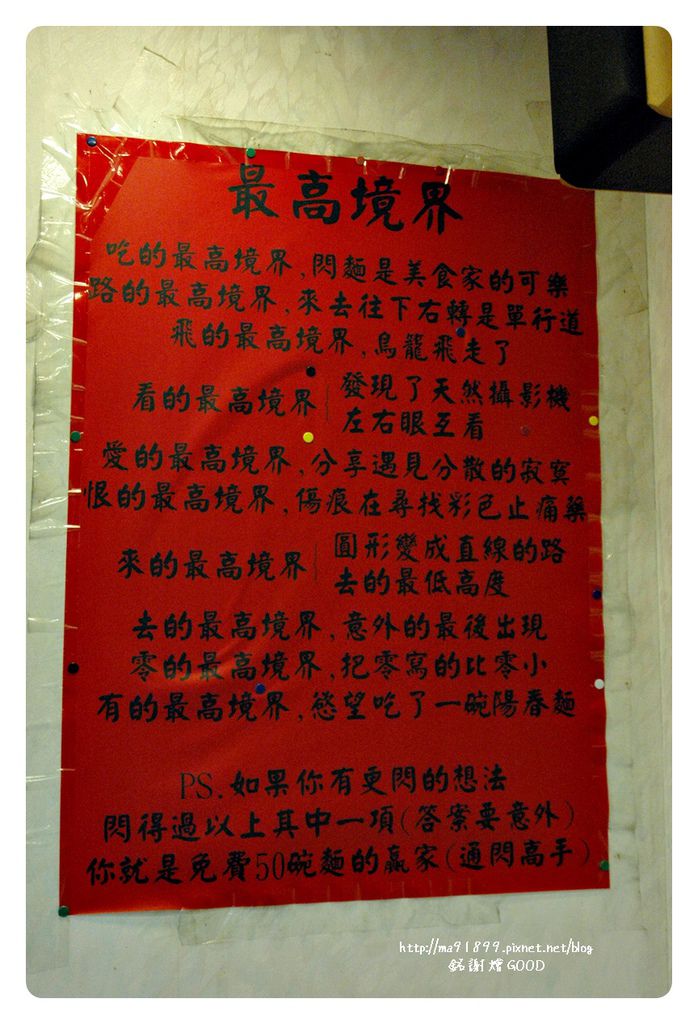 最高境界
吃的最高境界,閃麵是美食家的可樂
路的最高境界,來去往下右轉是單行道
飛的最高境界,烏龍飛走了
看的最高境界 發現了天然攝影機
左右眼互看
愛的最高境界,分享遇見分散的寂寞
恨的最高境界,傷痕在尋找彩色止痛藥
來的最高境界 圓形變成直線的路
去的最低高度
去的最高境界,意外的最後出現
零的最高境界,把零寫的比零小
有的最高境界,慾望吃了一碗陽春麵
PS.如果你有更閃的想法
閃得過以上其中一項(答案要意外)
你就是免費50碗麵的贏家(通閃高手)
http://ma91899.pixnet.net/blog
銘謝燴GOOD